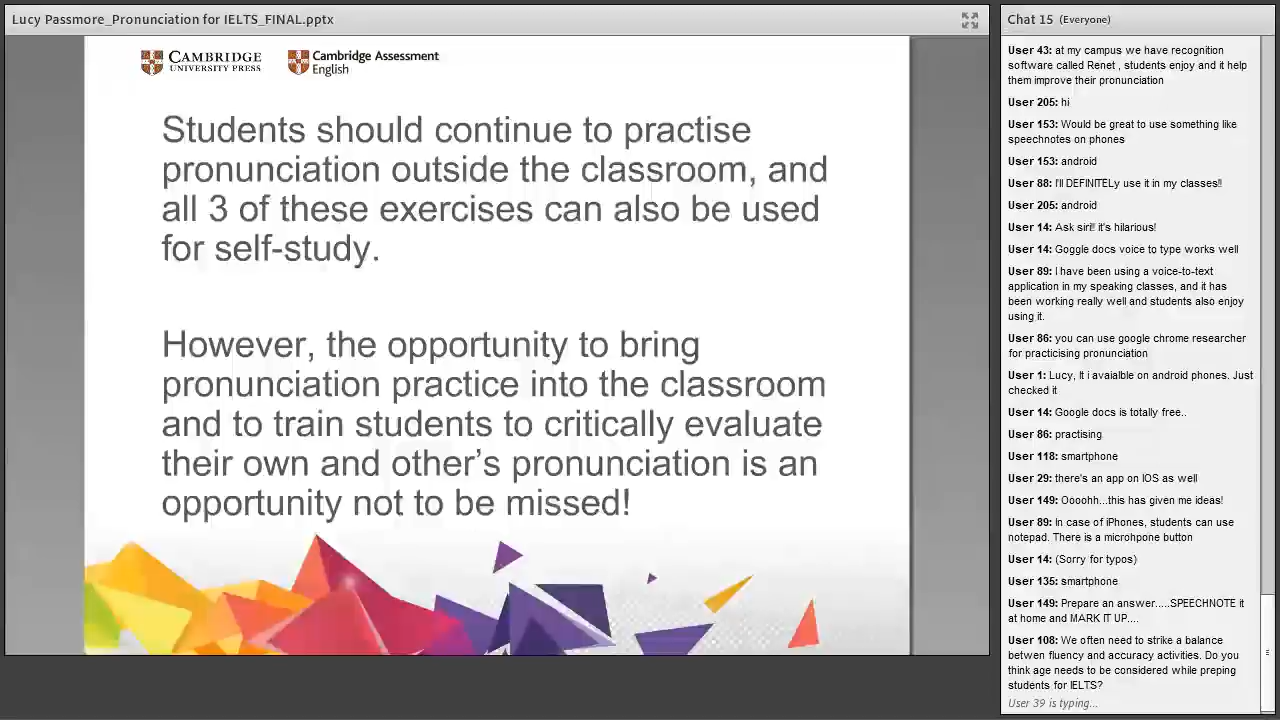 Lucy Passmore_Pronunciation for IELTS_FINAL.pptx
CAMBRIDGE
UNIVERSITY PRESS
Cambridge Assessment
English
Students should continue to practise
pronunciation outside the classroom, and
all 3 of these exercises can also be used
for self-study.
However, the opportunity to bring
pronunciation practice into the classroom
and to train students to critically evaluate
their own and other’s pronunciation is an
opportunity not to be missed!
Chat 15 (Everyone)
User 43: at my campus we have recognition
software called Renet , students enjoy and it help
them improve their pronunciation
User 205: hi
User 153: Would be great to use something like
speechnotes on phones
User 153: android
User 88: I'll DEFINITELy use it in my classes!!
User 205: android
User 14: Ask siri!! it's hilarious!
User 14: Goggle docs voice to type works well
User 89: I have been using a voice-to-text
application in my speaking classes, and it has
been working really well and students also enjoy
using it.
User 86: you can use google chrome researcher
for practicising pronunciation
User 1: Lucy, It i avaialble on android phones. Just
checked it
User 14: Google docs is totally free..
User 86: practising
User 118: smartphone
User 29: there's an app on IOS as well
User 149: Oooohh...this has given me ideas!
User 89: In case of iPhones, students can use
notepad. There is a microhpone button
User 14: (Sorry for typos)
User 135: smartphone
User 149: Prepare an answer.....SPEECHNOTE it
at home and MARK IT UP....
User 108: We often need to strike a balance
betwen fluency and accuracy activities. Do you
think age needs to be considered while preping
students for IELTS?
User 39 is typing...